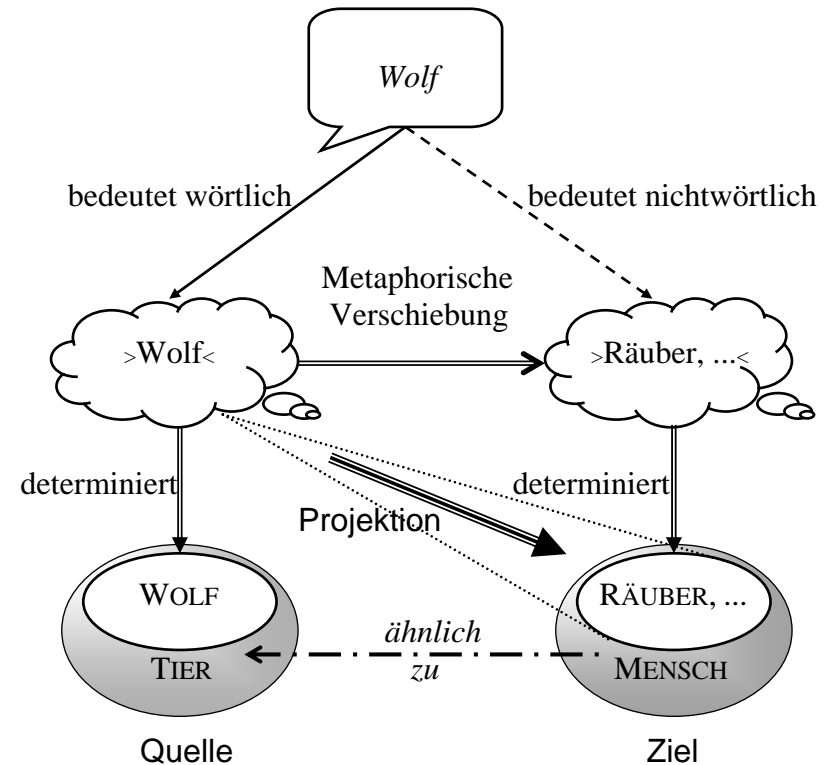 Wolf
bedeutet wörtlich
bedeutet nichtwörtlich
Metaphorische
Verschiebung
>Wolf<
>Räuber, ...<
determiniert
determiniert
Projektion
WOLF
RÄUBER, ...
ähnlich
zu
TIER
MENSCH
Quelle
Ziel